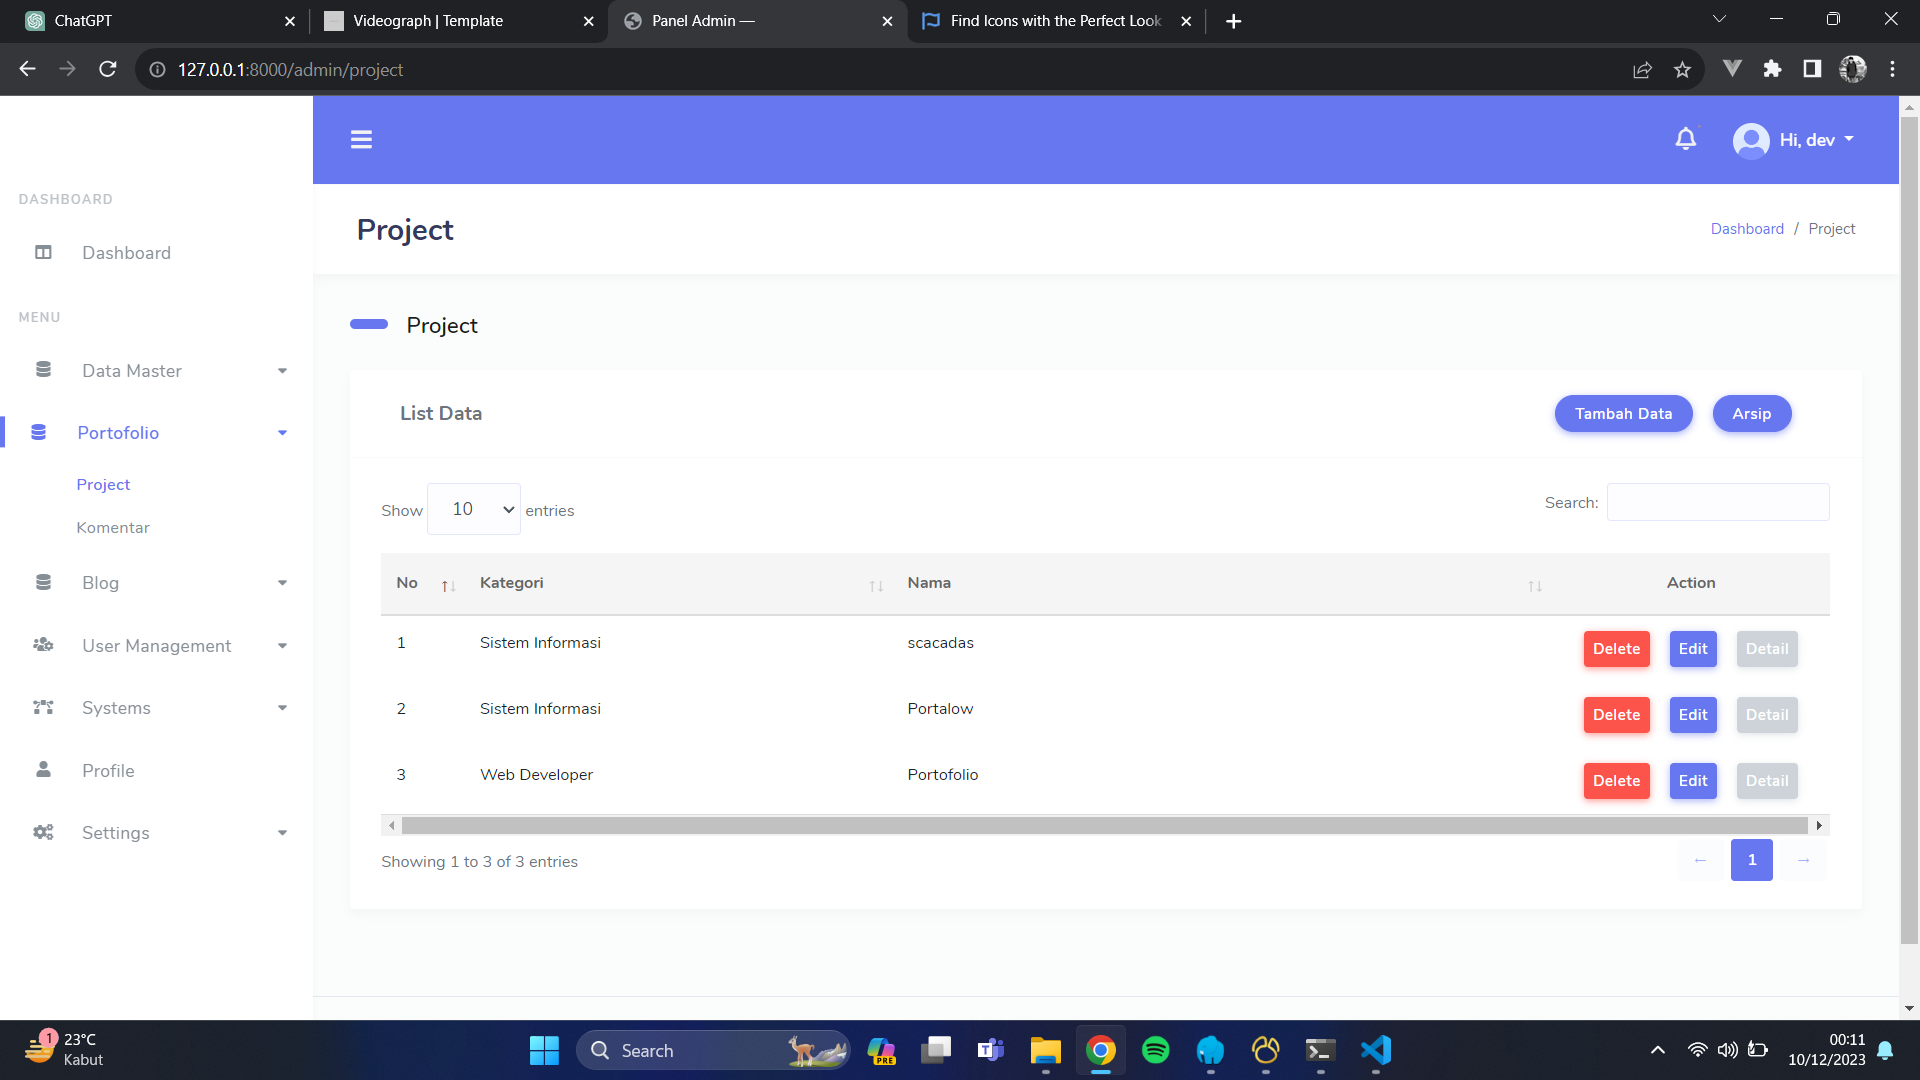 ChatGPT
Videograph | Template
Panel Admin —
Find Icons with the Perfect Look
127.0.0.1:8000/admin/project
Hi, dev
DASHBOARD
Dashboard
MENU
Data Master
Portofolio
Project
Komentar
Blog
User Management
Systems
Profile
Settings
Project
Dashboard / Project
Project
List Data
Tambah Data
Arsip
Show 10 entries
Search:
No Kategori Nama Action
1 Sistem Informasi scacadas Delete Edit Detail
2 Sistem Informasi Portalow Delete Edit Detail
3 Web Developer Portofolio Delete Edit Detail
Showing 1 to 3 of 3 entries
← 1 →
1
23°C
Kabut
Search
PRE
00:11
10/12/2023